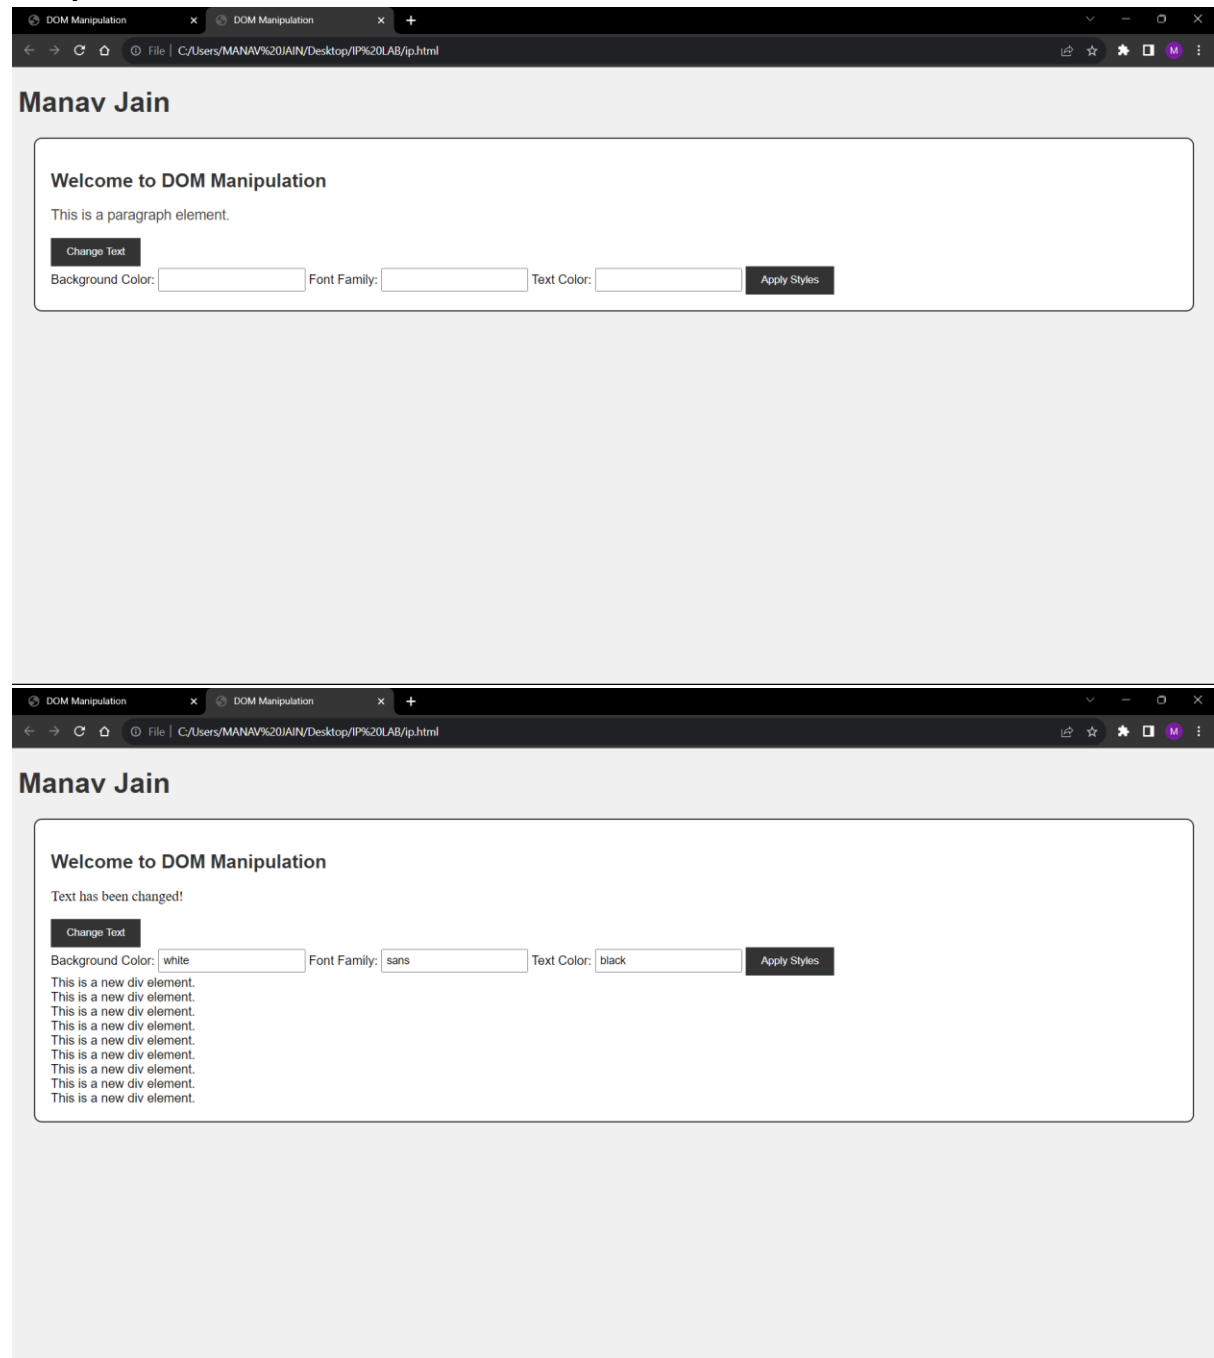 DOM Manipulation DOM Manipulation
File C:/Users/MANAV%20JAIN/Desktop/IP%20LAB/ip.html M
Manav Jain
Welcome to DOM Manipulation
This is a paragraph element.
Change Text
Background Color: Font Family: Text Color: Apply Styles
DOM Manipulation DOM Manipulation
File C:/Users/MANAV%20JAIN/Desktop/IP%20LAB/ip.html M
Manav Jain
Welcome to DOM Manipulation
Text has been changed!
Change Text
Background Color: white Font Family: sans Text Color: black Apply Styles
This is a new div element.
This is a new div element.
This is a new div element.
This is a new div element.
This is a new div element.
This is a new div element.
This is a new div element.
This is a new div element.
This is a new div element.